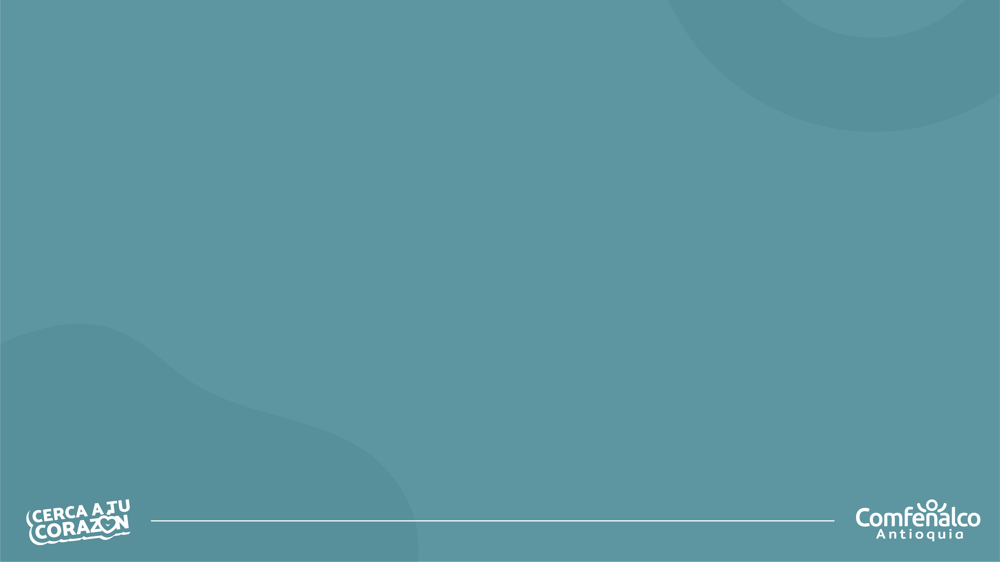 CERCA A TU
CORAZÓN
Comfenalco
Antioquia